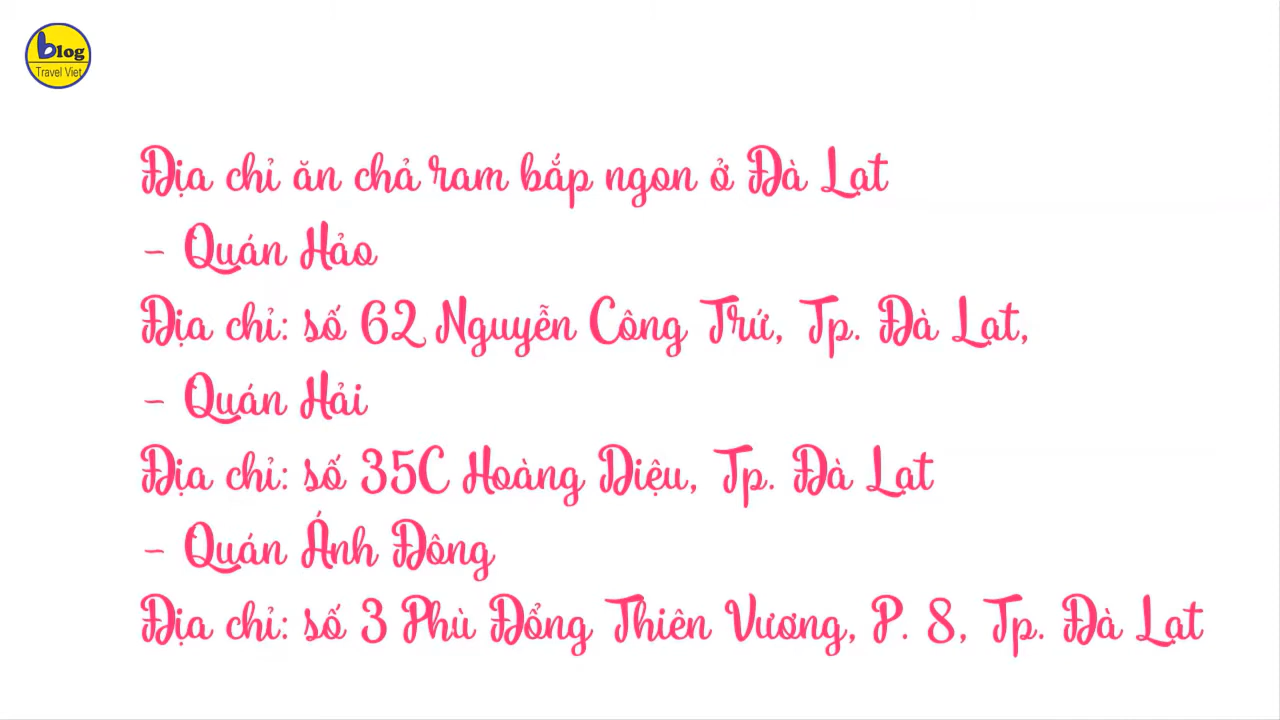 blog
Travel Viet
Địa chỉ ăn chả ram bắp ngon ở Đà Lạt
- Quán Hảo
Địa chỉ: số 62 Nguyễn Công Trứ, Tp. Đà Lạt,
- Quán Hải
Địa chỉ: số 35C Hoàng Diệu, Tp. Đà Lạt
- Quán Ánh Đông
Địa chỉ: số 3 Phù Đổng Thiên Vương, P. 8, Tp. Đà Lạt